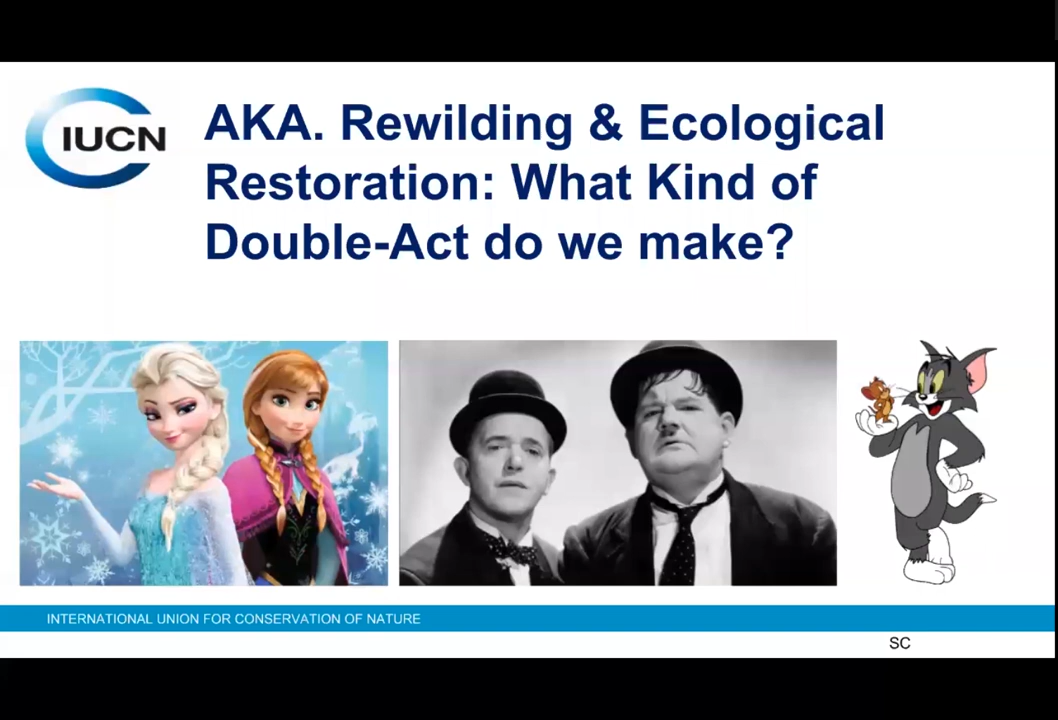 IUCN
AKA. Rewilding & Ecological
Restoration: What Kind of
Double-Act do we make?
INTERNATIONAL UNION FOR CONSERVATION OF NATURE
SC